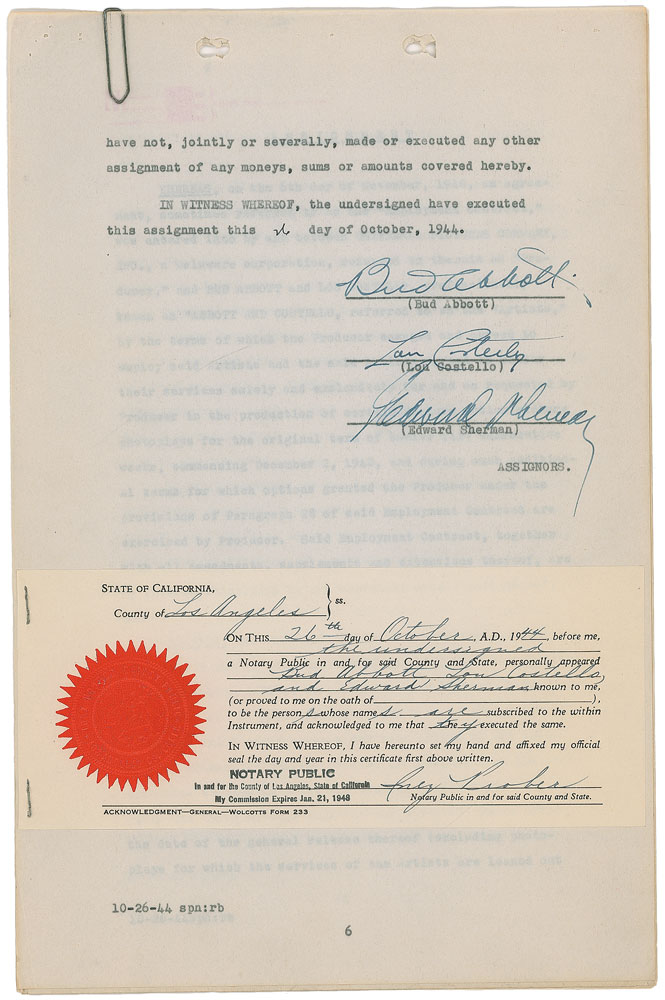 have not, jointly or severally, made or executed any other
assignment of any moneys, sums or amounts covered hereby.
IN WITNESS WHEREOF, the undersigned have executed
this assignment this 26 day of October, 1944.
Bud Abbott
(Bud Abbott)
Lou Costello
(Lou Costello)
Edward Sherman
(Edward Sherman)
ASSIGNORS.
STATE OF CALIFORNIA,
County of Los Angeles } ss.
ON THIS 26th day of October, A.D., 1944, before me,
the undersigned
a Notary Public in and for said County and State, personally appeared
Bud Abbott, Lou Costello,
and Edward Sherman known to me,
(or proved to me on the oath of ),
to be the persons whose names are subscribed to the within
Instrument, and acknowledged to me that they executed the same.
IN WITNESS WHEREOF, I have hereunto set my hand and affixed my official
seal the day and year in this certificate first above written.
NOTARY PUBLIC
In and for the County of Los Angeles, State of California
My Commission Expires Jan. 21, 1948
Notary Public in and for said County and State.
ACKNOWLEDGMENT—GENERAL—WOLCOTTS FORM 233
10-26-44 spn:rb
6